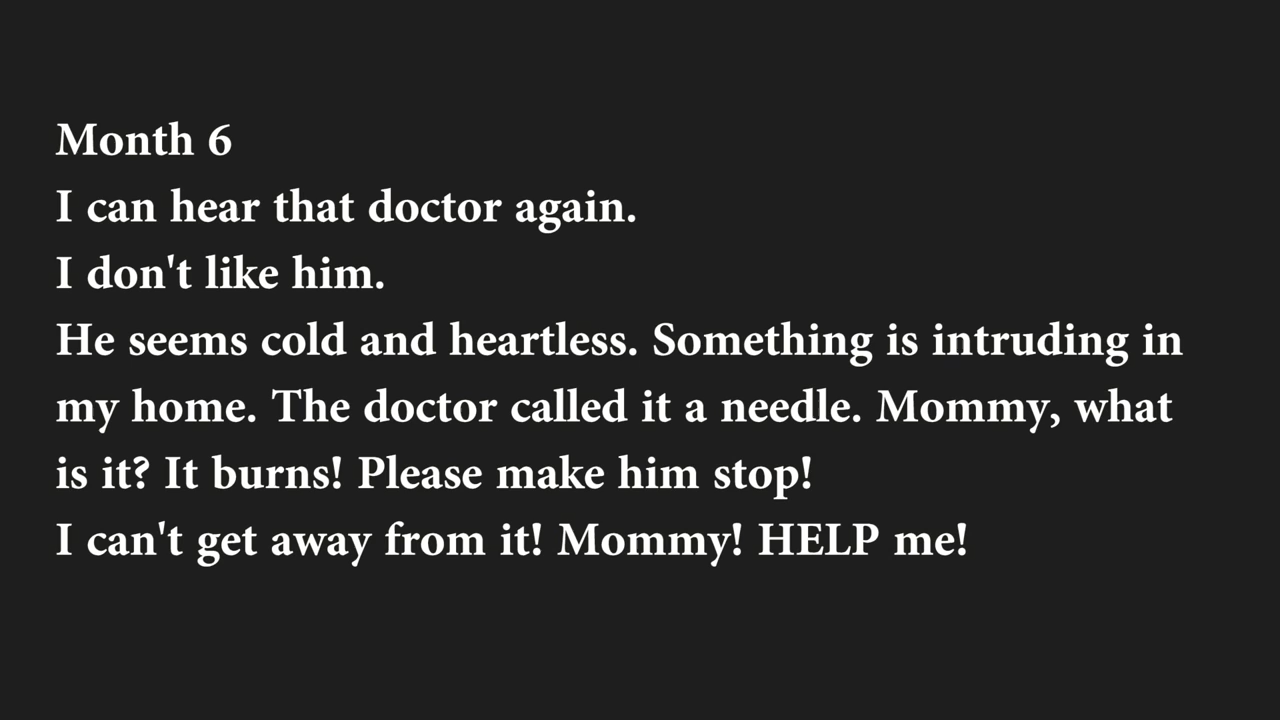 Month 6
I can hear that doctor again.
I don't like him.
He seems cold and heartless. Something is intruding in
my home. The doctor called it a needle. Mommy, what
is it? It burns! Please make him stop!
I can't get away from it! Mommy! HELP me!